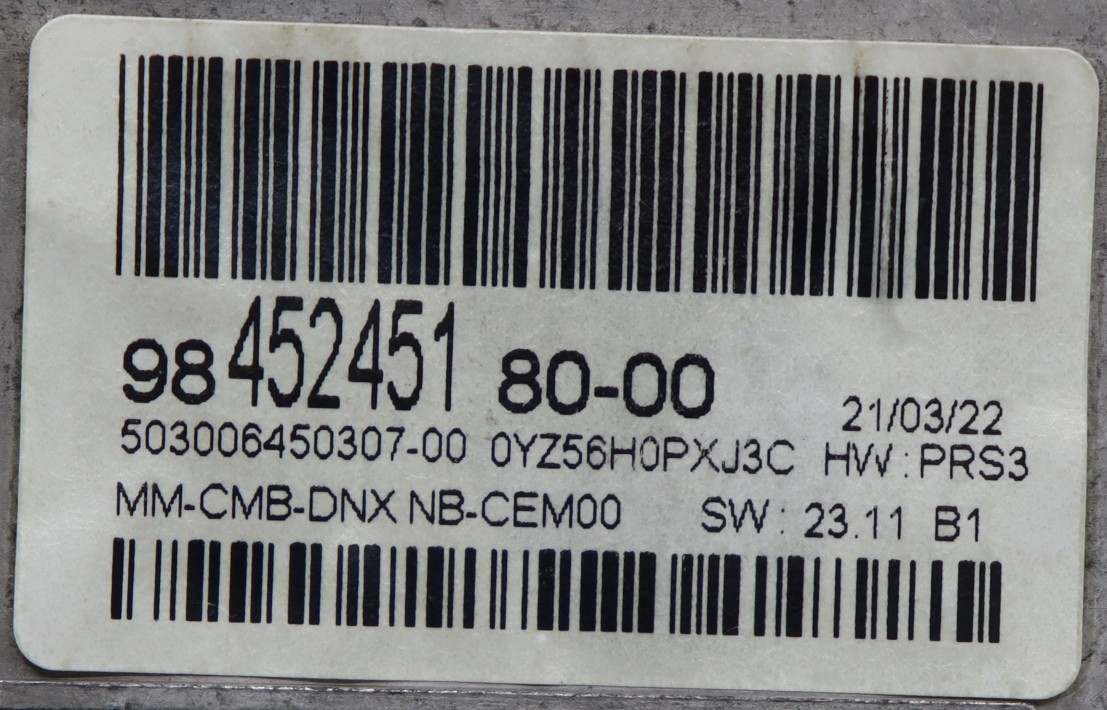 98 452451 80-00
21/03/22
503006450307-00 0YZ56H0PXJ3C HW:PRS3
MM-CMB-DNX NB-CEM00 SW: 23.11 B1